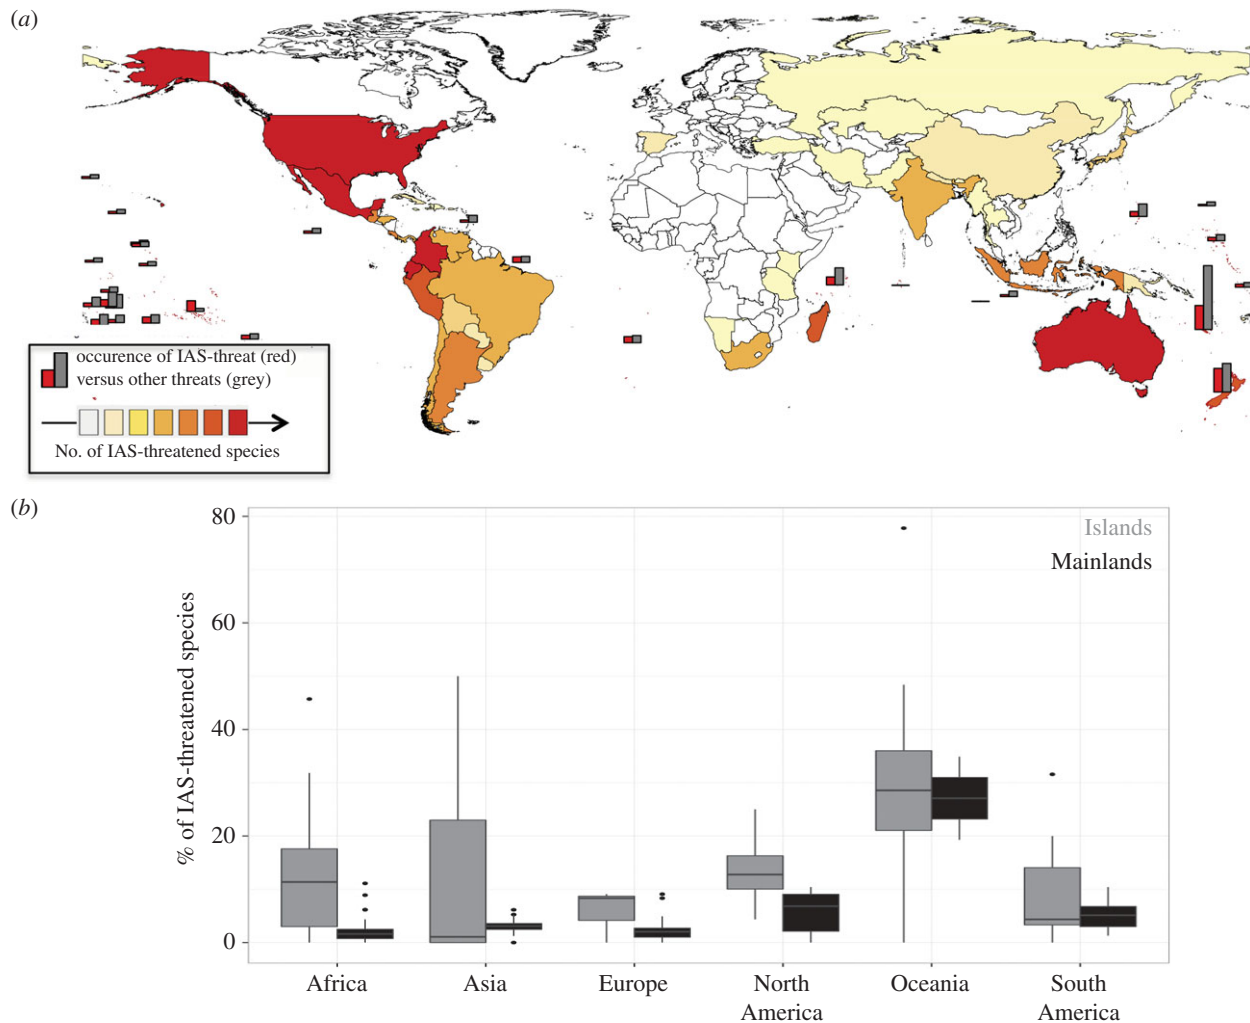 (a)
occurence of IAS-threat (red)
versus other threats (grey)
No. of IAS-threatened species
(b)
80
60
40
20
0
% of IAS-threatened species
Islands
Mainlands
Africa
Asia
Europe
North
America
Oceania
South
America